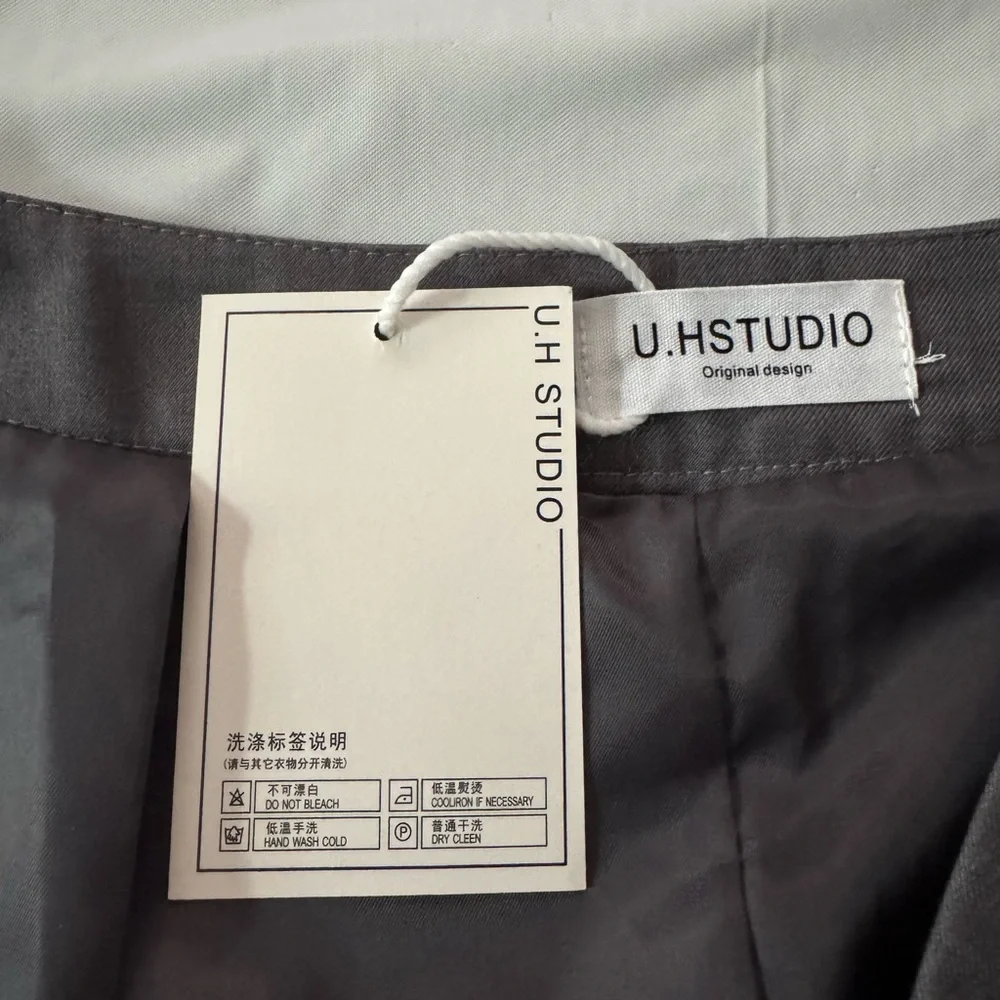 U.H STUDIO
U.HSTUDIO
Original design
洗涤标签说明
(请与其它衣物分开清洗)
不可漂白
DO NOT BLEACH
低温熨烫
COOLIRON IF NECESSARY
低温手洗
HAND WASH COLD
P
普通干洗
DRY CLEEN